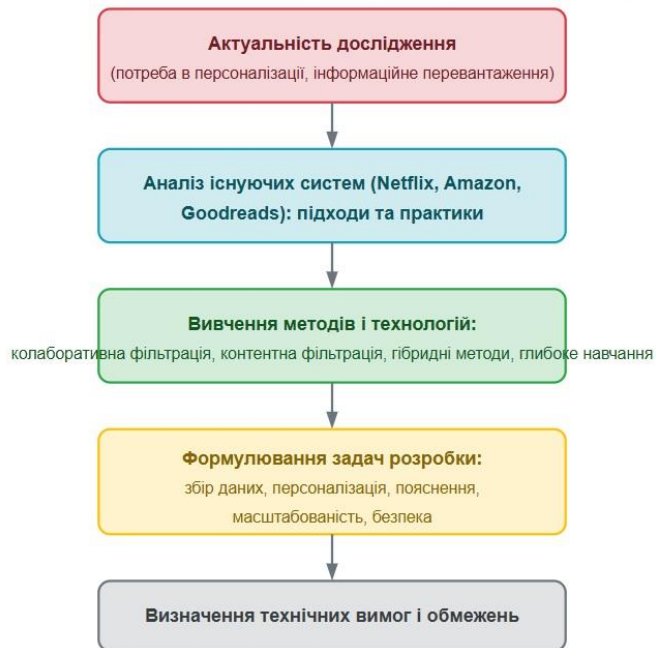 Актуальність дослідження
(потреба в персоналізації, інформаційне перевантаження)
Аналіз існуючих систем (Netflix, Amazon,
Goodreads): підходи та практики
Вивчення методів і технологій:
колаборативна фільтрація, контентна фільтрація, гібридні методи, глибоке навчання
Формулювання задач розробки:
збір даних, персоналізація, пояснення,
масштабованість, безпека
Визначення технічних вимог і обмежень